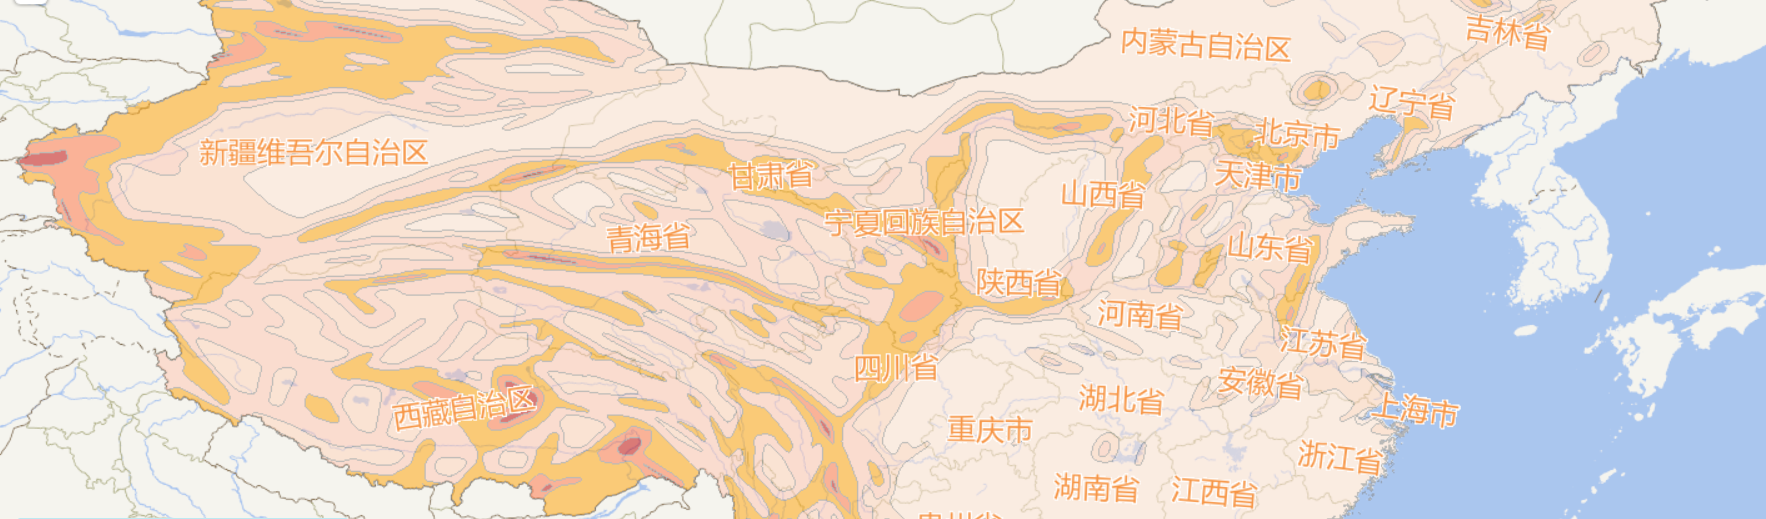 吉林省
内蒙古自治区
辽宁省
河北省
北京市
新疆维吾尔自治区
甘肃省
天津市
山西省
宁夏回族自治区
青海省
山东省
陕西省
河南省
江苏省
四川省
安徽省
西藏自治区
湖北省
上海市
重庆市
浙江省
湖南省
江西省
贵州省